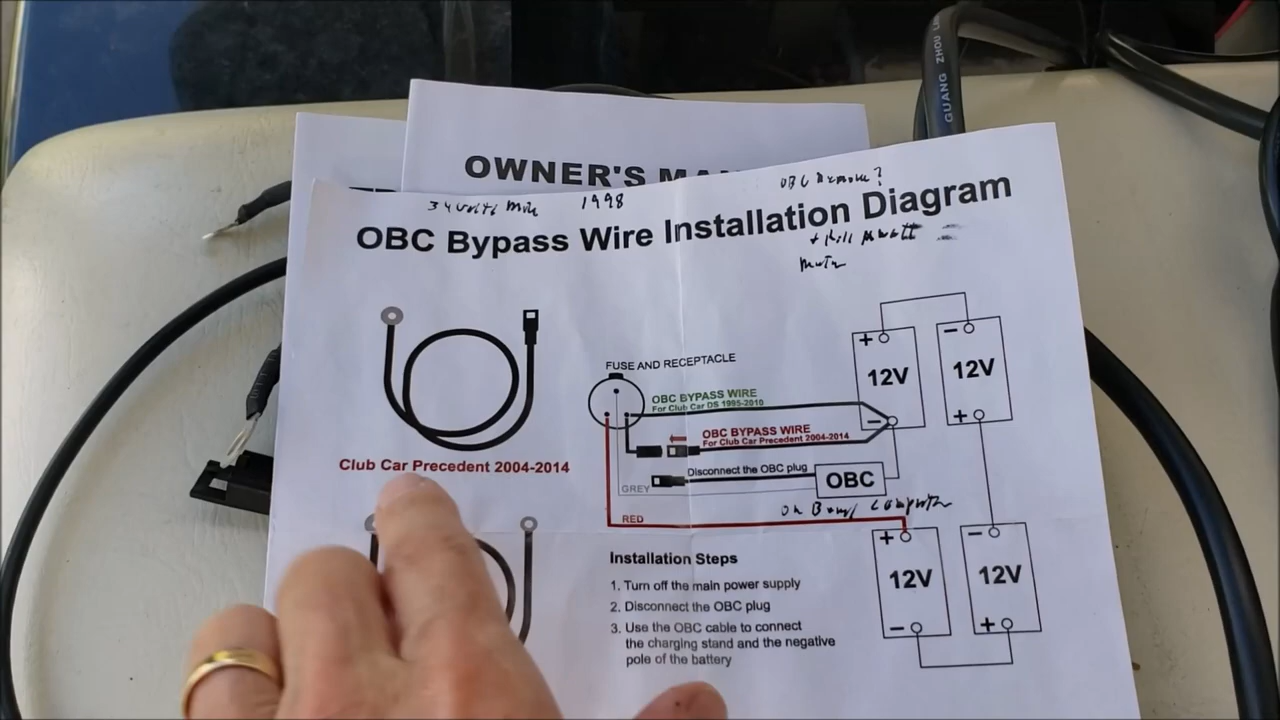 GUANG ZHOU
OWNER'S
OBC
1998
OBC Bypass Wire Installation Diagram
FUSE AND RECEPTACLE
OBC BYPASS WIRE
For Club Car DS 1995-2010
OBC BYPASS WIRE
For Club Car Precedent 2004-2014
Disconnect the OBC plug
OBC
GREY
RED
+
12V
-
-
12V
+
+
12V
-
-
12V
+
Club Car Precedent 2004-2014
Installation Steps
1. Turn off the main power supply
2. Disconnect the OBC plug
3. Use the OBC cable to connect
the charging stand and the negative
pole of the battery